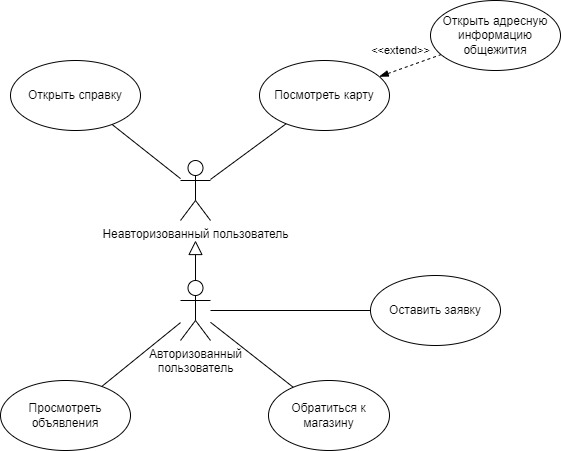 Открыть адресную
информацию
общежития
<<extend>>
Открыть справку
Посмотреть карту
Неавторизованный пользователь
Оставить заявку
Авторизованный
пользователь
Просмотреть
объявления
Обратиться к
магазину